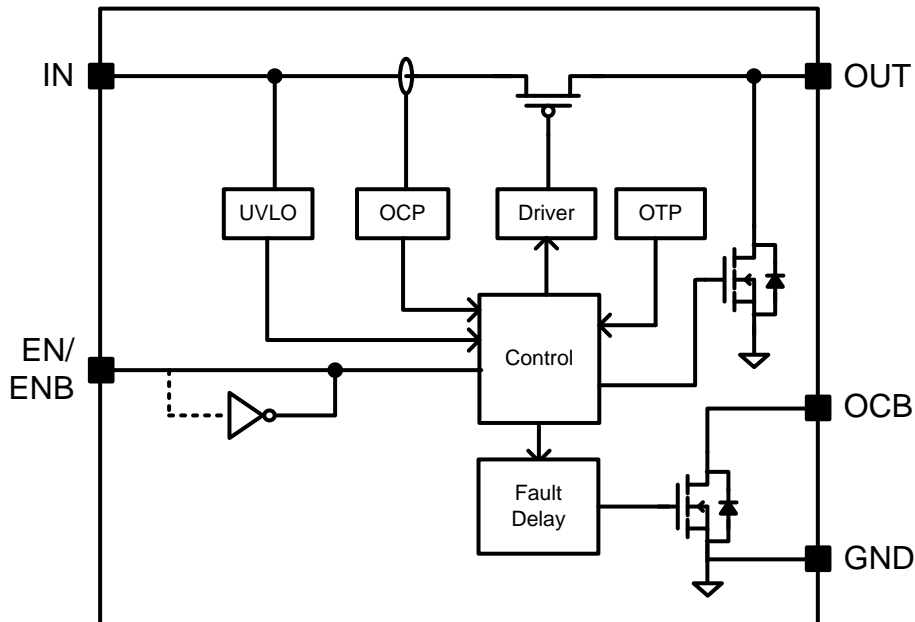 IN
OUT
UVLO
OCP
Driver
OTP
EN/
ENB
Control
OCB
Fault
Delay
GND